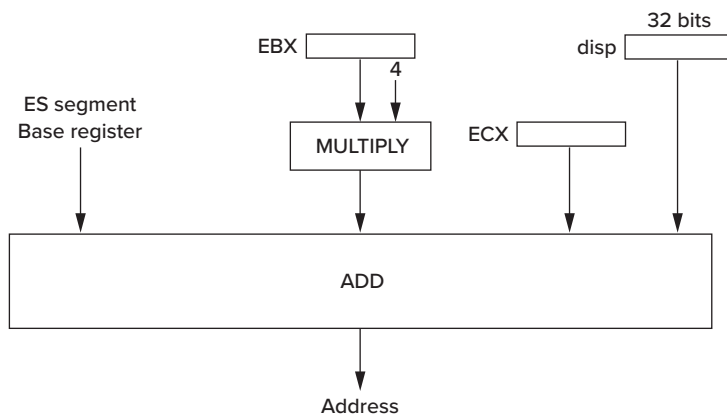 32 bits
EBX
disp
4
ES segment
Base register
MULTIPLY
ECX
ADD
Address